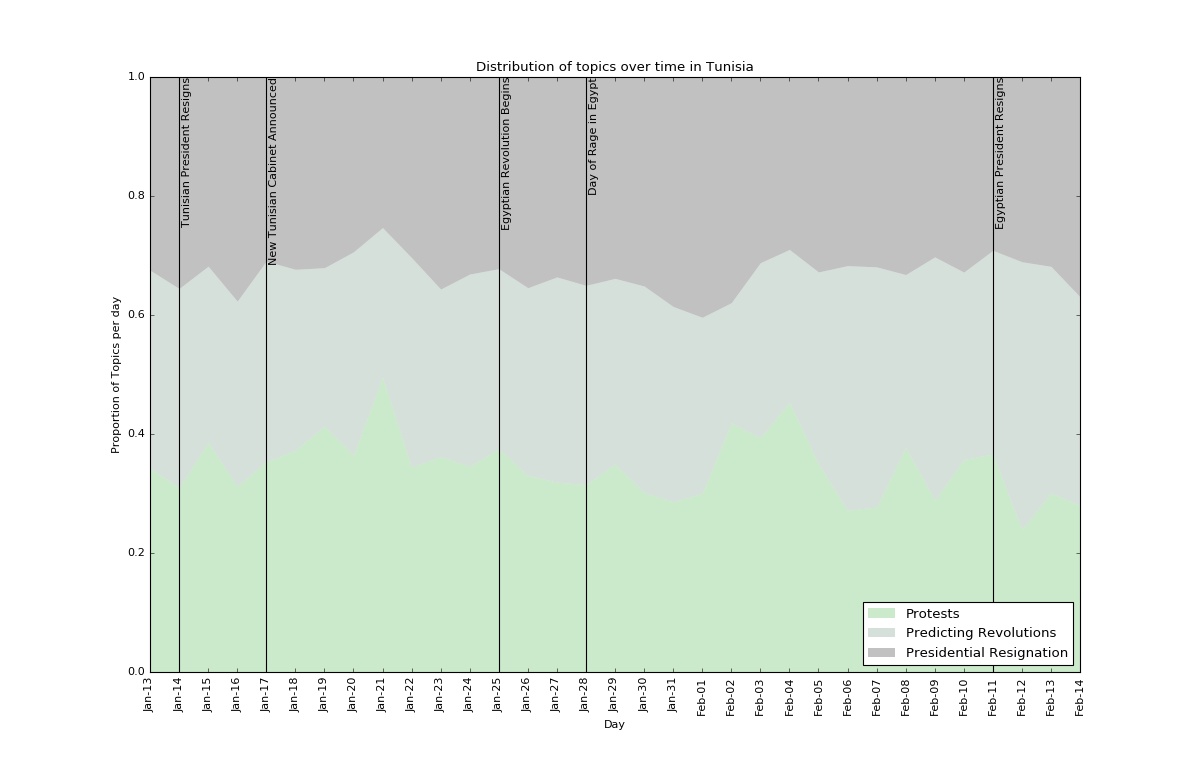 Distribution of topics over time in Tunisia
1.0
0.8
0.6
0.4
0.2
0.0
Proportion of Topics per day
Tunisian President Resigns
New Tunisian Cabinet Announced
Egyptian Revolution Begins
Day of Rage in Egypt
Egyptian President Resigns
Protests
Predicting Revolutions
Presidential Resignation
Jan-13
Jan-14
Jan-15
Jan-16
Jan-17
Jan-18
Jan-19
Jan-20
Jan-21
Jan-22
Jan-23
Jan-24
Jan-25
Jan-26
Jan-27
Jan-28
Jan-29
Jan-30
Jan-31
Feb-01
Feb-02
Feb-03
Feb-04
Feb-05
Feb-06
Feb-07
Feb-08
Feb-09
Feb-10
Feb-11
Feb-12
Feb-13
Feb-14
Day